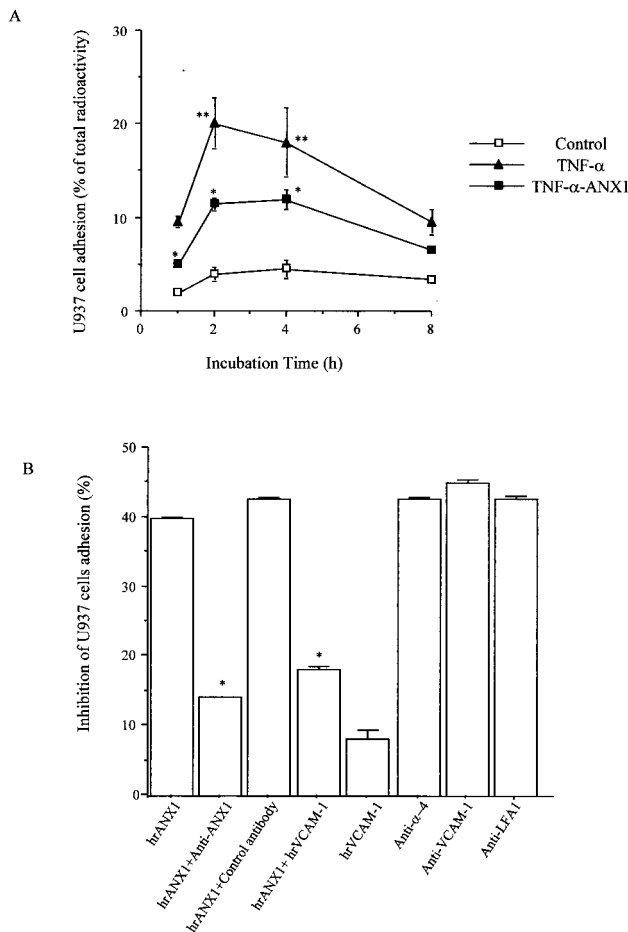 A
30
20
10
0
U937 cell adhesion (% of total radioactivity)
**
**
*
*
*
0
2
4
6
8
Incubation Time (h)
Control
TNF-α
TNF-α-ANX1
B
50
40
30
20
10
0
Inhibition of U937 cells adhesion (%)
*
*
hrANX1
hrANX1+Anti-ANX1
hrANX1+Control antibody
hrANX1+ hrVCAM-1
hrVCAM-1
Anti-α-4
Anti-VCAM-1
Anti-LFA1